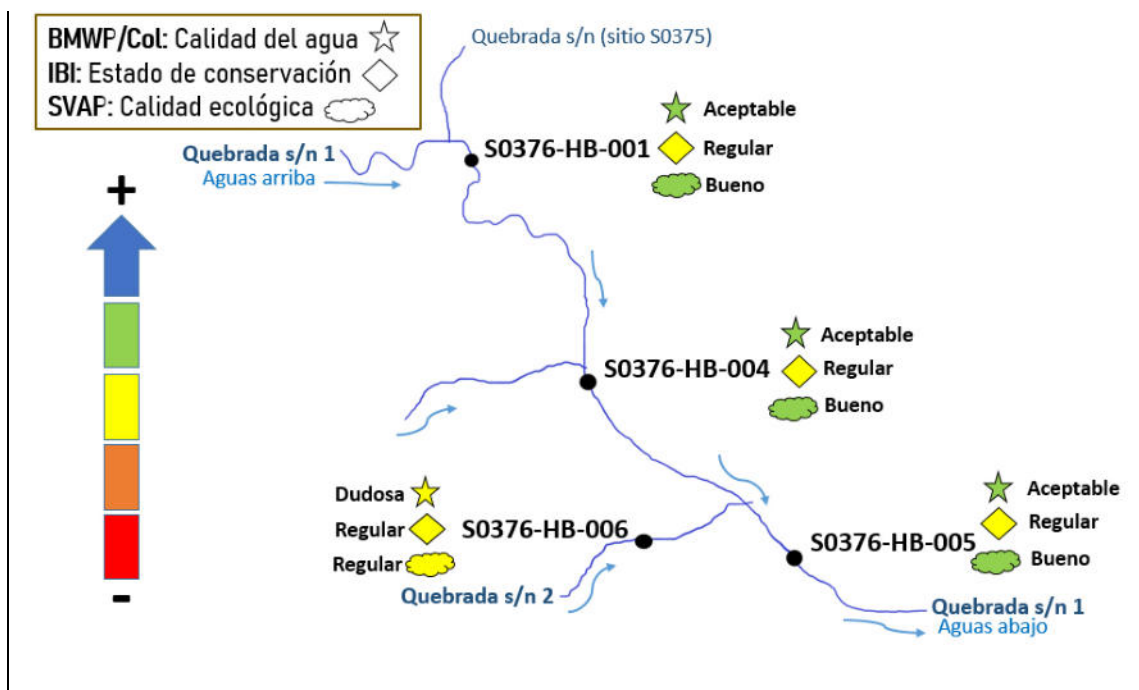 BMWP/Col: Calidad del agua
IBI: Estado de conservación
SVAP: Calidad ecológica
Quebrada s/n (sitio S0375)
Quebrada s/n 1
Aguas arriba
S0376-HB-001
Aceptable
Regular
Bueno
+
S0376-HB-004
Aceptable
Regular
Bueno
Dudosa
Regular
Regular
S0376-HB-006
Quebrada s/n 2
S0376-HB-005
Aceptable
Regular
Bueno
-
Quebrada s/n 1
Aguas abajo